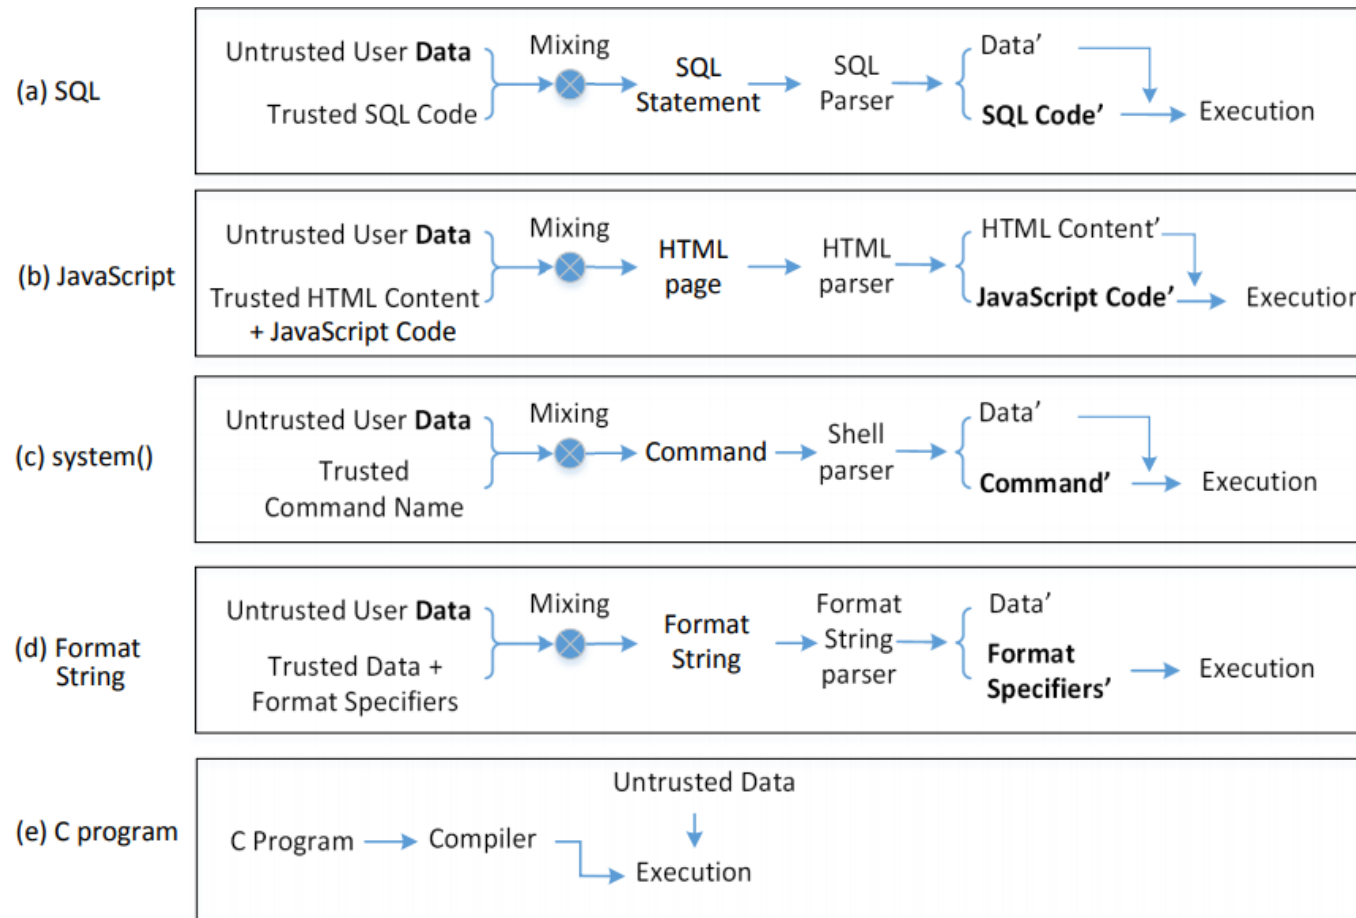 (a) SQL
Untrusted User Data
Trusted SQL Code
Mixing
SQL
Statement
SQL
Parser
Data’
SQL Code’
Execution
(b) JavaScript
Untrusted User Data
Trusted HTML Content
+ JavaScript Code
Mixing
HTML
page
HTML
parser
HTML Content’
JavaScript Code’
Execution
(c) system()
Untrusted User Data
Trusted
Command Name
Mixing
Command
Shell
parser
Data’
Command’
Execution
(d) Format
String
Untrusted User Data
Trusted Data +
Format Specifiers
Mixing
Format
String
Format
String
parser
Data’
Format
Specifiers’
Execution
(e) C program
Untrusted Data
C Program
Compiler
Execution